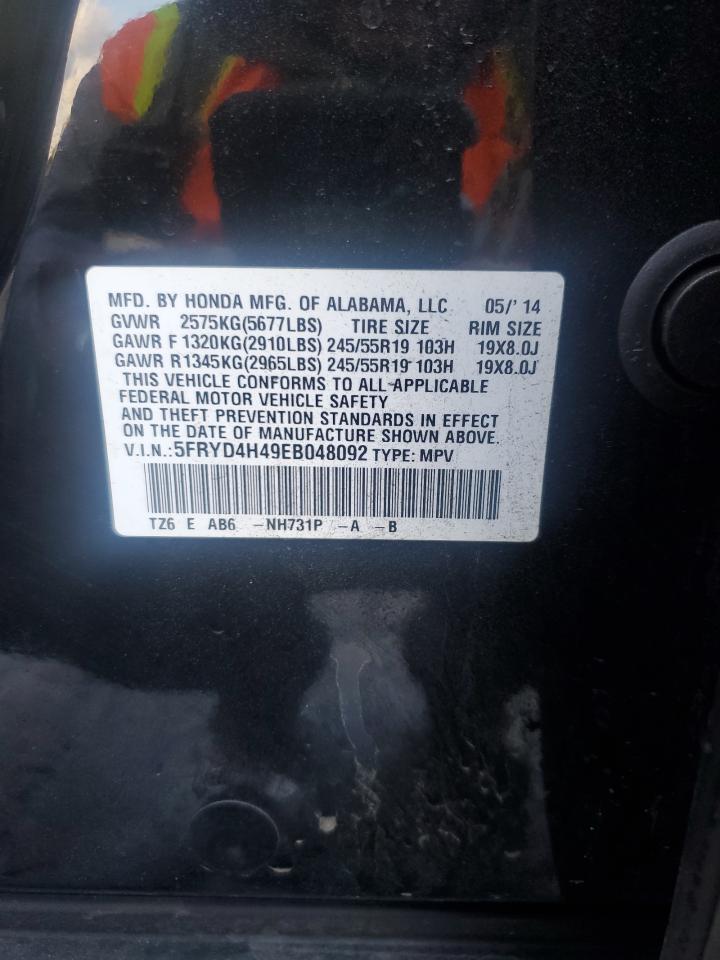 MFD. BY HONDA MFG. OF ALABAMA, LLC 05/'14
GVWR 2575KG(5677LBS) TIRE SIZE RIM SIZE
GAWR F 1320KG(2910LBS) 245/55R19 103H 19X8.0J
GAWR R1345KG(2965LBS) 245/55R19 103H 19X8.0J
THIS VEHICLE CONFORMS TO ALL APPLICABLE
FEDERAL MOTOR VEHICLE SAFETY
AND THEFT PREVENTION STANDARDS IN EFFECT
ON THE DATE OF MANUFACTURE SHOWN ABOVE.
V.I.N.:5FRYD4H49EB048092 TYPE: MPV
TZ6 E AB6 -NH731P -A -B